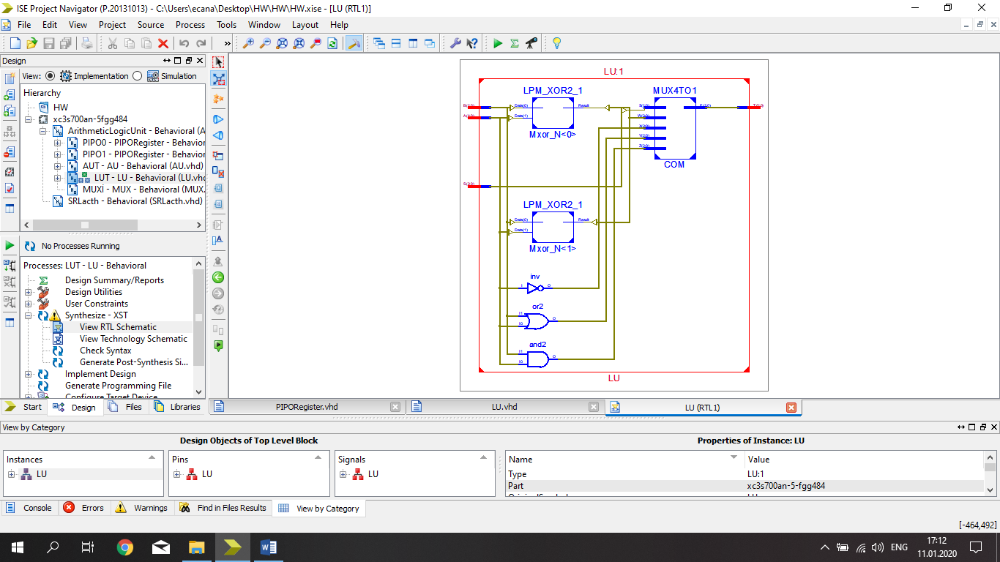 ISE Project Navigator (P.20131013) - C:\Users\ecana\Desktop\HW\HW\HW.xise - [LU (RTL1)]
File Edit View Project Source Process Tools Window Layout Help
Design
View: Implementation Simulation
Hierarchy
HW
xc3s700an-5fgg484
ArithmeticLogicUnit - Behavioral (A
PIPO0 - PIPORegister - Behavior
PIPO1 - PIPORegister - Behavior
AUT - AU - Behavioral (AU.vhd)
LUT - LU - Behavioral (LU.vhd
MUXI - MUX - Behavioral (MUX.
SRLacth - Behavioral (SRLacth.vhd)
No Processes Running
Processes: LUT - LU - Behavioral
Design Summary/Reports
Design Utilities
User Constraints
Synthesize - XST
View RTL Schematic
View Technology Schematic
Check Syntax
Generate Post-Synthesis Si...
Implement Design
Generate Programming File
Configure Target Device
Start Design Files Libraries
LU:1
LPM_XOR2_1
MUX4TO1
B(2:0)
A(2:0)
Data(0)
Data(1)
Result
S(1:0)
W(2:0)
X(2:0)
Y(2:0)
Z(2:0)
F(2:0)
T(2:0)
Mxor_N<0>
COM
S(2:0)
LPM_XOR2_1
Data(0)
Data(1)
Result
Mxor_N<1>
inv
I O
or2
I1
I0
O
and2
I1
I0
O
LU
PIPORegister.vhd LU.vhd LU (RTL1)
View by Category
Design Objects of Top Level Block Properties of Instance: LU
Instances Pins Signals Name Value
LU LU LU Type LU:1
Part xc3s700an-5-fgg484
Console Errors Warnings Find in Files Results View by Category
[-464,492]
ENG
17:12
11.01.2020